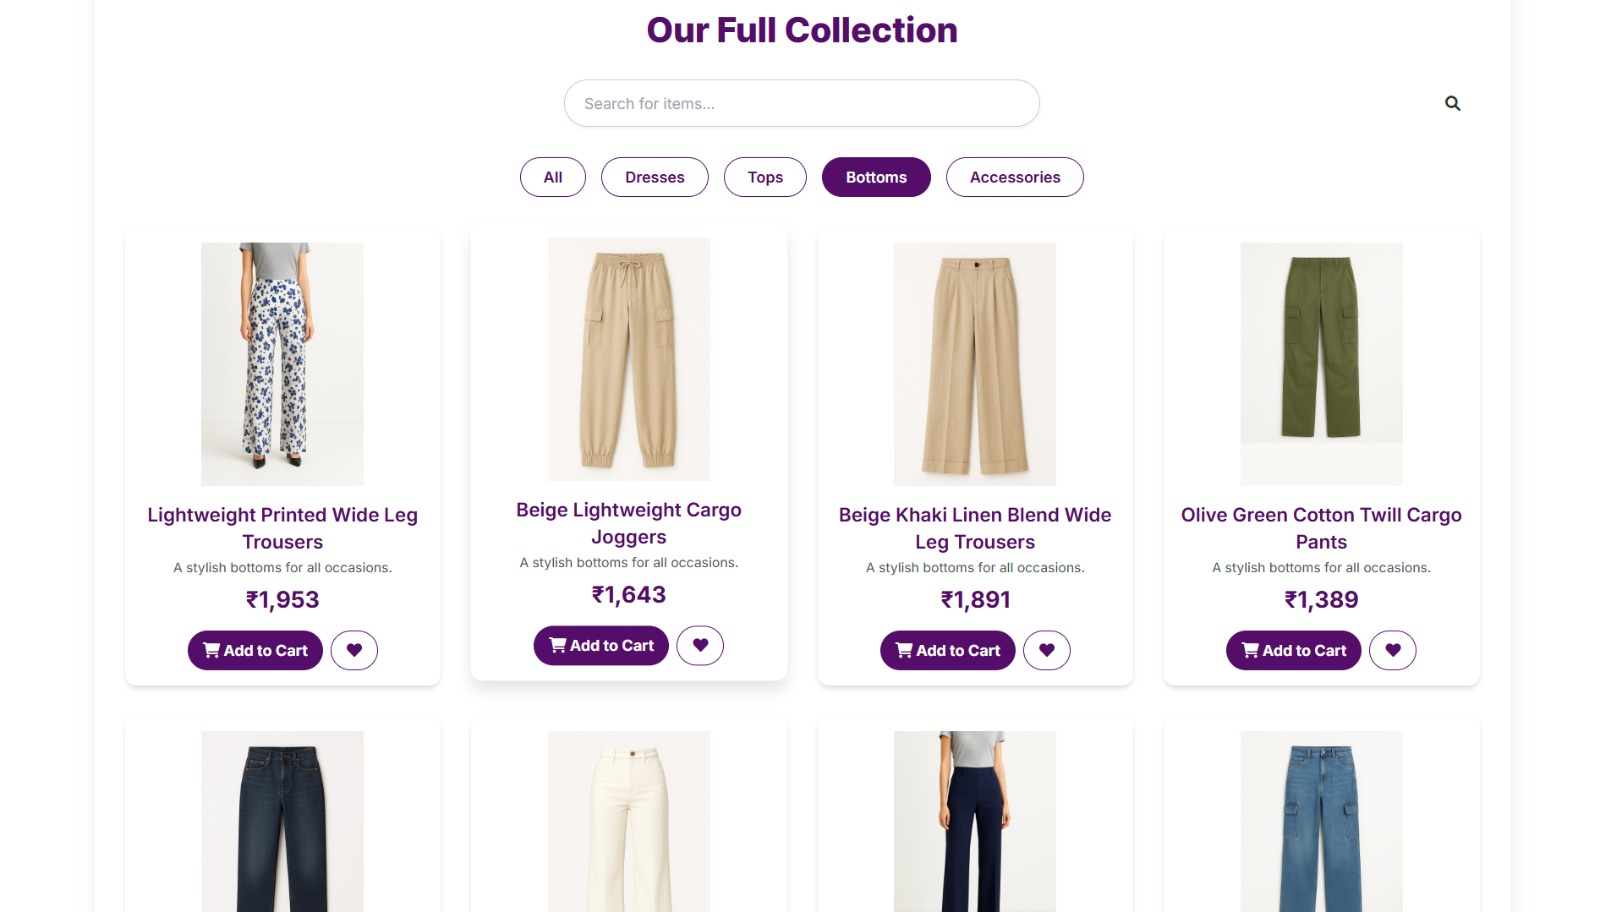 Our Full Collection
Search for items...
All
Dresses
Tops
Bottoms
Accessories
Lightweight Printed Wide Leg
Trousers
A stylish bottoms for all occasions.
₹1,953
Add to Cart
Beige Lightweight Cargo
Joggers
A stylish bottoms for all occasions.
₹1,643
Add to Cart
Beige Khaki Linen Blend Wide
Leg Trousers
A stylish bottoms for all occasions.
₹1,891
Add to Cart
Olive Green Cotton Twill Cargo
Pants
A stylish bottoms for all occasions.
₹1,389
Add to Cart